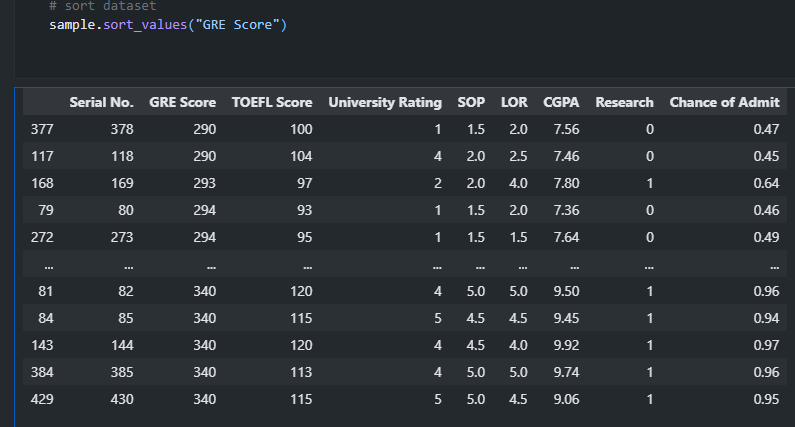 # sort dataset
sample.sort_values("GRE Score")
Serial No. GRE Score TOEFL Score University Rating SOP LOR CGPA Research Chance of Admit
377 378 290 100 1 1.5 2.0 7.56 0 0.47
117 118 290 104 4 2.0 2.5 7.46 0 0.45
168 169 293 97 2 2.0 4.0 7.80 1 0.64
79 80 294 93 1 1.5 2.0 7.36 0 0.46
272 273 294 95 1 1.5 1.5 7.64 0 0.49
... ... ... ... ... ... ... ... ... ...
81 82 340 120 4 5.0 5.0 9.50 1 0.96
84 85 340 115 5 4.5 4.5 9.45 1 0.94
143 144 340 120 4 4.5 4.0 9.92 1 0.97
384 385 340 113 4 5.0 5.0 9.74 1 0.96
429 430 340 115 5 5.0 4.5 9.06 1 0.95